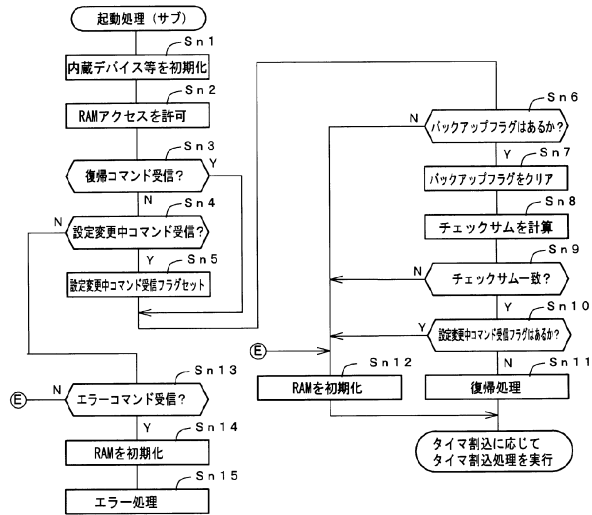 起動処理（サブ）
Sn1
内蔵デバイス等を初期化
Sn2
RAMアクセスを許可
Sn3
復帰コマンド受信？
Y
N
Sn4
N
設定変更中コマンド受信？
Y
Sn5
設定変更中コマンド受信フラグセット
Sn13
N
エラーコマンド受信？
E
Y
Sn14
RAMを初期化
Sn15
エラー処理
Sn6
N
バックアップフラグはあるか？
Y
Sn7
バックアップフラグをクリア
Sn8
チェックサムを計算
Sn9
N
チェックサム一致？
Y
Sn10
Y
設定変更中コマンド受信フラグはあるか？
E
N
Sn12
RAMを初期化
Sn11
復帰処理
タイマ割込に応じて
タイマ割込処理を実行